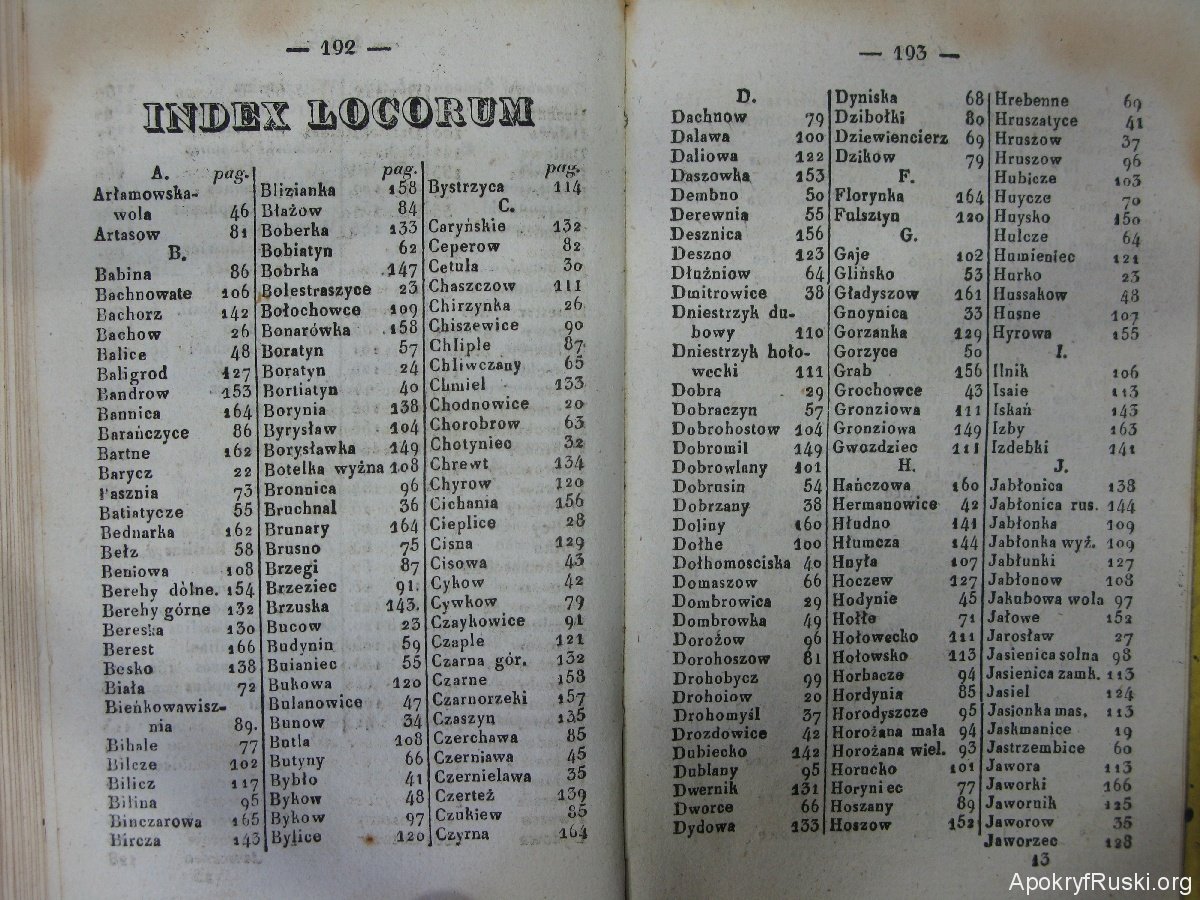 — 192 —
INDEX LOCORUM
A. pag.
Arłamowska-
wola 46
Artasow 81
B.
Babina 86
Bachnowate 106
Bachorz 142
Bachow 26
Balice 48
Baligrod 127
Bandrow 153
Bannica 164
Barańczyce 86
Bartne 162
Barycz 22
Basznia 73
Batiatycze 55
Bednarka 162
Bełz 58
Beniowa 108
Berehy dólne. 154
Berehy górne 132
Bereska 130
Berest 166
Besko 138
Biała 72
Bieńkowawisz-
nia 89.
Bihale 77
Bilcze 102
Bilicz 117
Bilina 95
Binczarowa 165
Bircza 143
pag.
Blizianka 158
Błażow 84
Boberka 133
Bobiatyn 62
Bobrka 147
Bolestraszyce 23
Bołochowce 109
Bonarówka 158
Boratyn 57
Boratyn 24
Bortiatyn 40
Borynia 138
Byrysław 104
Borysławka 149
Botelka wyźna 108
Bronnica 96
Bruchnal 36
Brunary 164
Brusno 75
Brzegi 87
Brzeziec 91.
Brzuska 143.
Bucow 23
Budynin 59
Buianiec 55
Bukowa 120
Bulanowice 47
Bunow 34
Butla 108
Butyny 66
Bybło 41
Bykow 48
Bykow 97
Bylice 120
pag.
Bystrzyca 114
C.
Caryńskie 132
Ceperow 82
Cetula 30
Chaszczow 111
Chirzynka 26
Chiszewice 90
Chliple 87
Chliwczany 65
Chmiel 133
Chodnowice 20
Chorobrow 63
Chotyniec 32
Chrewt 134
Chyrow 120
Cichania 156
Cieplice 28
Cisna 129
Cisowa 43
Cykow 42
Cywkow 79
Czaykowice 91
Czaple 121
Czarna gór. 132
Czarne 158
Czarnorzeki 157
Czaszyn 135
Czerchawa 85
Czerniawa 45
Czernielawa 35
Czerteż 139
Czukiew 85
Czyrna 164
— 193 —
D.
Dachnow 79
Dalawa 100
Daliowa 122
Daszowka 153
Dembno 50
Derewnia 55
Desznica 156
Deszno 123
Dłużniow 64
Dmitrowice 38
Dniestrzyk du-
bowy 110
Dniestrzyk hoło-
wecki 111
Dobra 29
Dobraczyn 57
Dobrohostow 104
Dobromil 149
Dobrowlany 101
Dobrusin 54
Dobrzany 38
Doliny 160
Dołhe 100
Dołhomosciska 40
Domaszow 66
Dombrowica 29
Dombrowka 49
Dorożow 96
Dorohoszow 81
Drohobycz 99
Drohoiow 20
Drohomyśl 37
Drozdowice 42
Dubiecko 142
Dublany 95
Dwernik 131
Dworce 66
Dydowa 133
Dyniska 68
Dzibołki 80
Dziewiencierz 69
Dzików 79
F.
Florynka 164
Fulsztyn 120
G.
Gaje 102
Glińsko 53
Gładyszow 161
Gnoynica 33
Gorzanka 129
Gorzyce 50
Grab 156
Grochowce 43
Gronziowa 111
Gronziowa 149
Gwozdziec 111
H.
Hańczowa 160
Hermanowice 42
Hłudno 141
Hłumcza 144
Hnyła 107
Hoczew 127
Hodynie 45
Hołłe 71
Hołowecko 111
Hołowsko 113
Horbacze 94
Hordynia 85
Horodyszcze 95
Horożana mała 94
Horożana wiel. 93
Horucko 101
Horyniec 77
Hoszany 89
Hoszow 152
Hrebenne 69
Hruszatyce 41
Hruszow 37
Hruszow 96
Hubicze 103
Huycze 70
Huysko 150
Hulcze 64
Humieniec 121
Hurko 23
Hussakow 48
Husne 107
Hyrowa 155
I.
Ilnik 106
Isaie 113
Iskań 143
Izby 163
Izdebki 141
J.
Jabłonica 138
Jabłonica rus. 144
Jabłonka 109
Jabłonka wyź. 109
Jabłunki 127
Jabłonow 108
Jakubowa wola 97
Jałowe 152
Jarosław 27
Jasienica solna 98
Jasienica zamk. 113
Jasiel 124
Jasionka mas. 113
Jaskmanice 19
Jastrzembice 60
Jawora 113
Jaworki 166
Jawornik 125
Jaworow 35
Jaworzec 128
13
ApokryfRuski.org